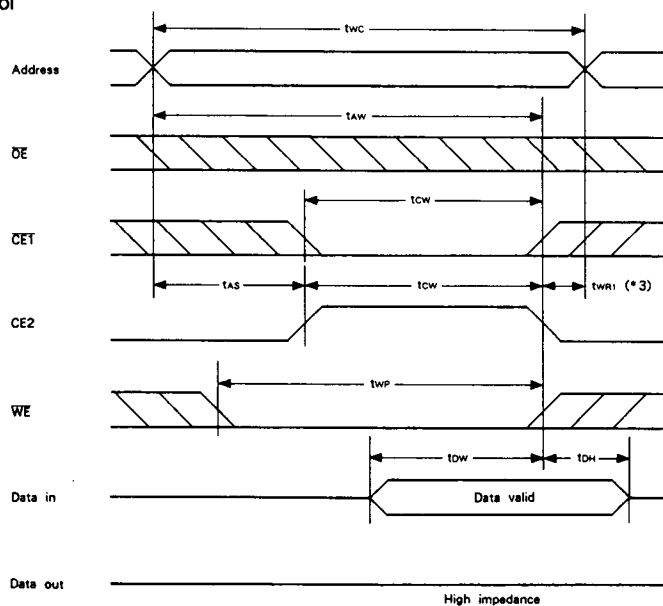 ol
twc
Address
tAW
OE
tcw
CE1
tAS
tcw
twR1 (*3)
CE2
twP
WE
tDW
tDH
Data in
Data valid
Data out
High impedance